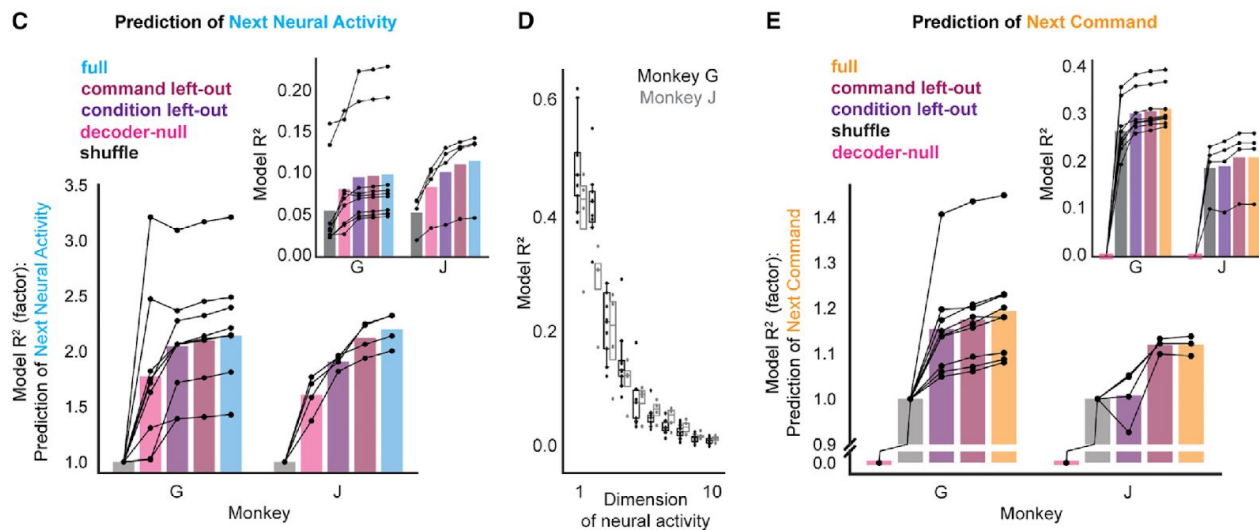 C
Prediction of Next Neural Activity
full
command left-out
condition left-out
decoder-null
shuffle
Model R² (factor):
Prediction of Next Neural Activity
3.5
3.0
2.5
2.0
1.5
1.0
G
J
Monkey
Model R²
0.20
0.15
0.10
0.05
0.00
G
J
D
Monkey G
Monkey J
Model R²
0.6
0.4
0.2
0.0
1
10
Dimension
of neural activity
E
Prediction of Next Command
full
command left-out
condition left-out
shuffle
decoder-null
Model R² (factor):
Prediction of Next Command
1.4
1.3
1.2
1.1
1.0
0.9
0.0
G
J
Monkey
Model R²
0.4
0.3
0.2
0.1
0.0
G
J